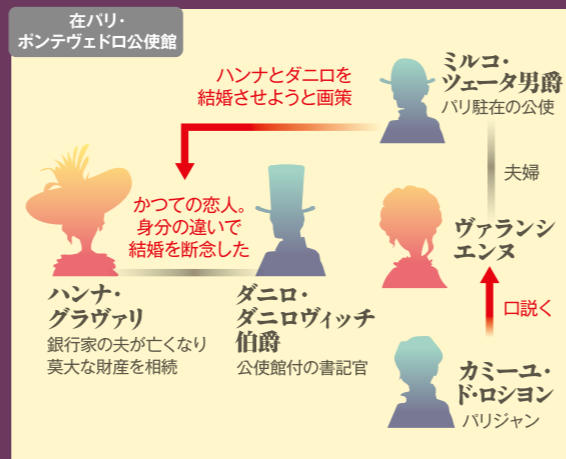 在パリ・
ポンテヴェドロ公使館
ハンナとダニロを
結婚させようと画策
ミルコ・
ツェータ男爵
パリ駐在の公使
夫婦
かつての恋人。
身分の違いで
結婚を断念した
ヴァランシ
エンヌ
ハンナ・
グラヴァリ
銀行家の夫が亡くなり
莫大な財産を相続
ダニロ・
ダニロヴィッチ
伯爵
公使館付の書記官
口説く
カミーユ・
ド・ロシヨン
パリジャン